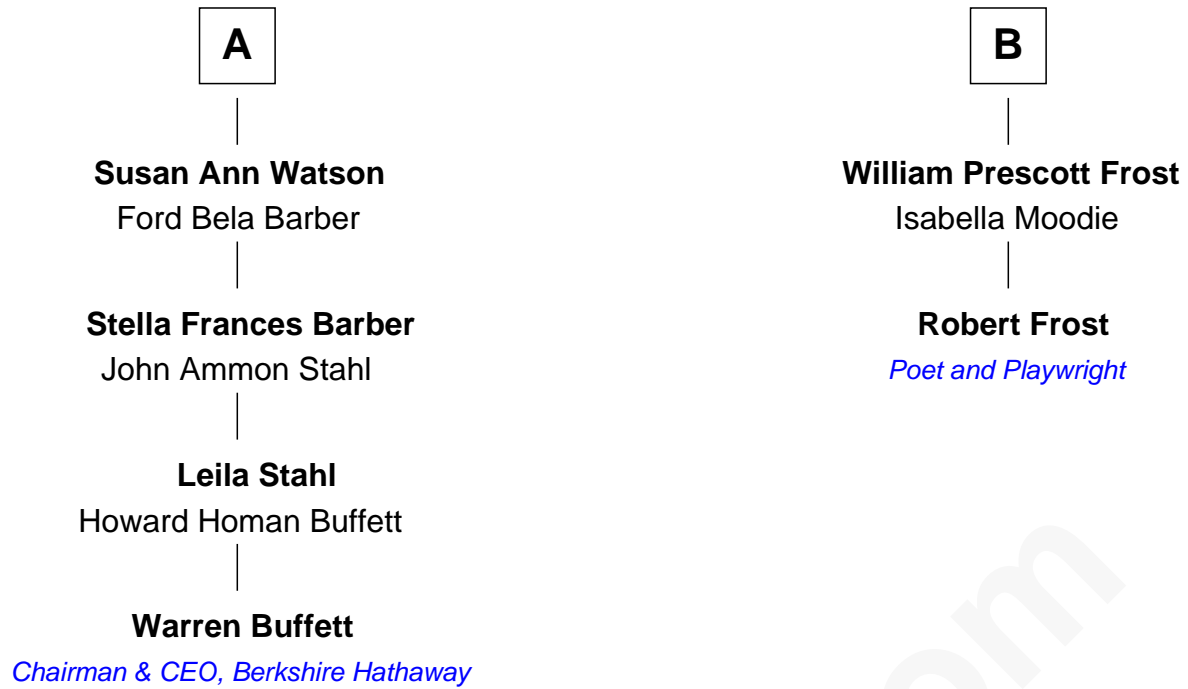 A
Susan Ann Watson
Ford Bela Barber
Stella Frances Barber
John Ammon Stahl
Leila Stahl
Howard Homan Buffett
Warren Buffett
Chairman & CEO, Berkshire Hathaway
B
William Prescott Frost
Isabella Moodie
Robert Frost
Poet and Playwright
om